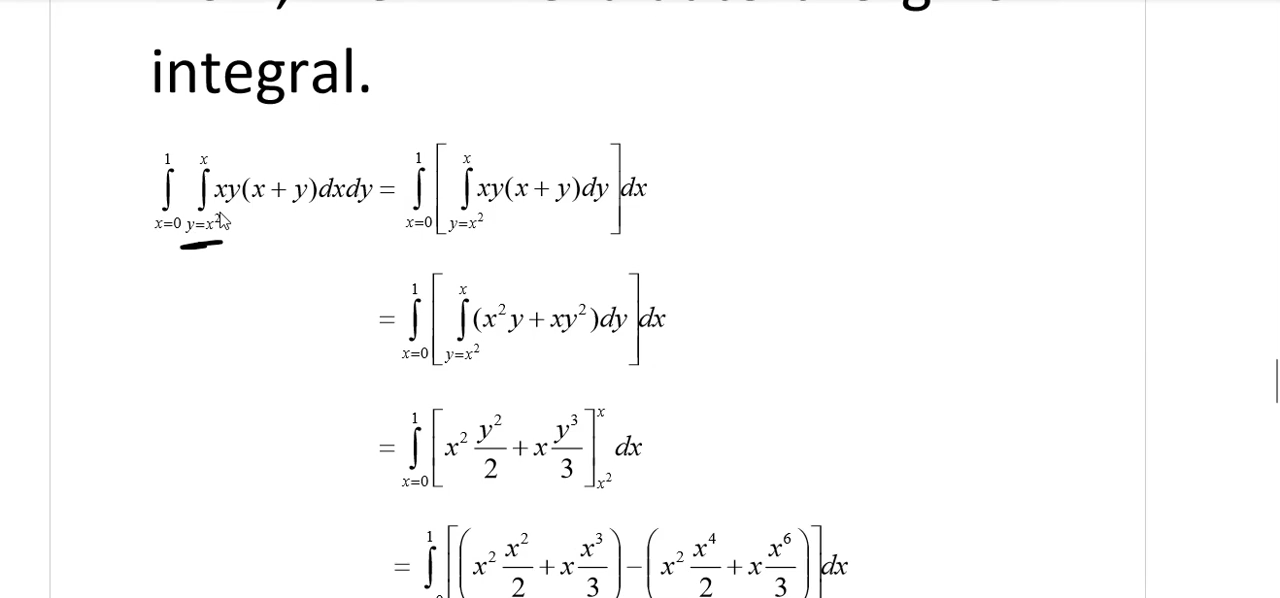 integral.
∫_{x=0}^{1} ∫_{y=x²}^{x} xy(x + y)dxdy = ∫_{x=0}^{1} [ ∫_{y=x²}^{x} xy(x + y)dy ] dx
= ∫_{x=0}^{1} [ ∫_{y=x²}^{x} (x²y + xy²)dy ] dx
= ∫_{x=0}^{1} [ x² y²/2 + x y³/3 ]_{x²}^{x} dx
= ∫^{1} [ ( x² x²/2 + x x³/3 ) − ( x² x⁴/2 + x x⁶/3 ) ] dx